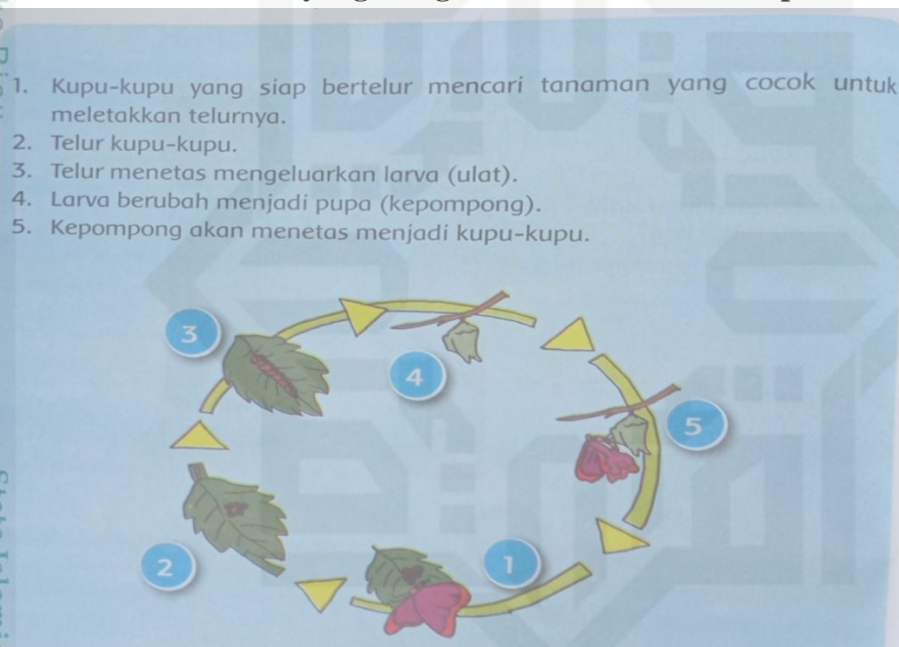 1. Kupu-kupu yang siap bertelur mencari tanaman yang cocok untuk
meletakkan telurnya.
2. Telur kupu-kupu.
3. Telur menetas mengeluarkan larva (ulat).
4. Larva berubah menjadi pupa (kepompong).
5. Kepompong akan menetas menjadi kupu-kupu.
3
4
5
2
1